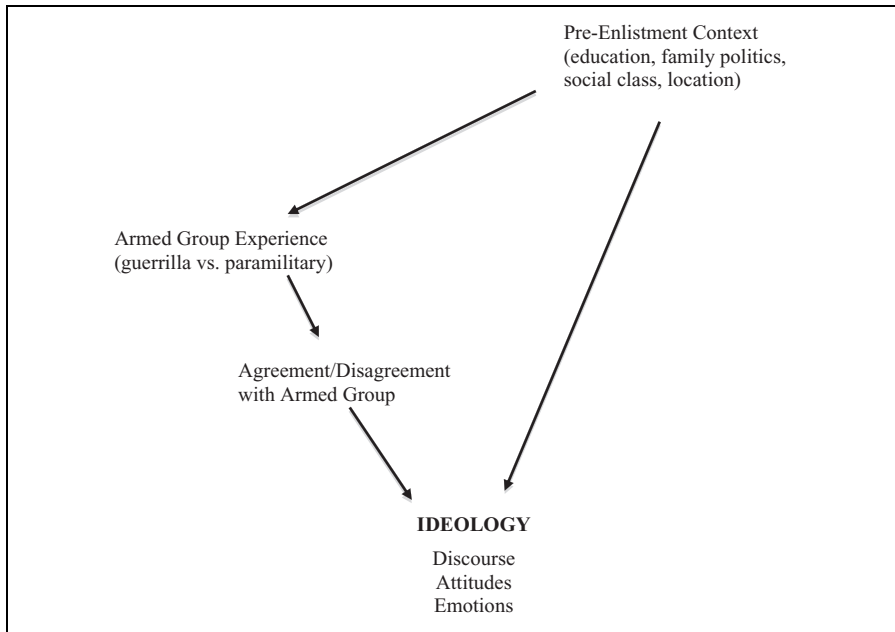 Pre-Enlistment Context
(education, family politics,
social class, location)
Armed Group Experience
(guerrilla vs. paramilitary)
Agreement/Disagreement
with Armed Group
IDEOLOGY
Discourse
Attitudes
Emotions